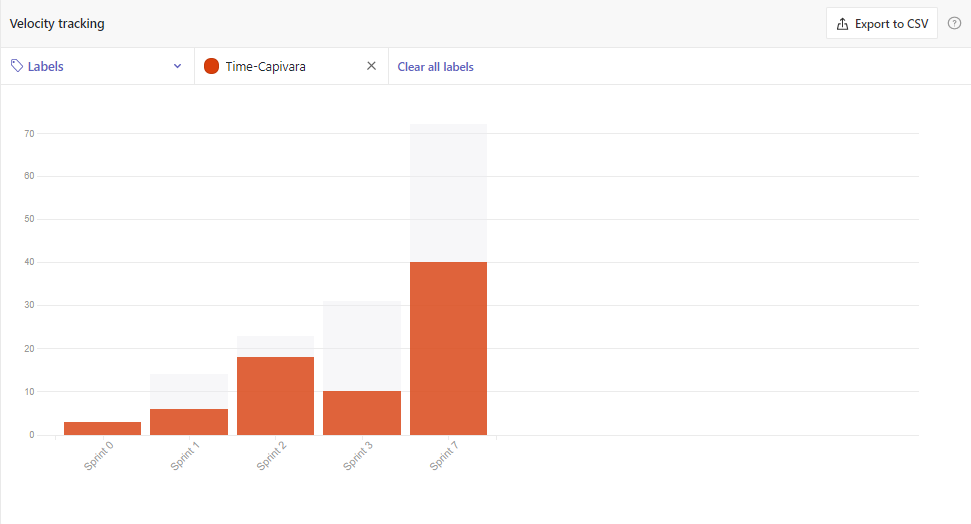 Velocity tracking
Export to CSV
?
Labels
Time-Capivara
Clear all labels
70
60
50
40
30
20
10
0
Sprint 0
Sprint 1
Sprint 2
Sprint 3
Sprint 7